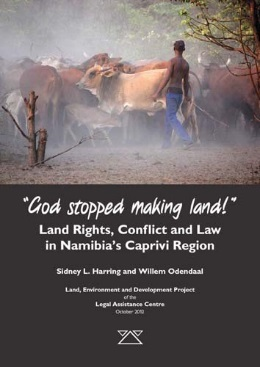 "God stopped making land!"
Land Rights, Conflict and Law
in Namibia's Caprivi Region
Sidney L. Harring and Willem Odendaal
Land, Environment and Development Project
of the
Legal Assistance Centre
October 2010